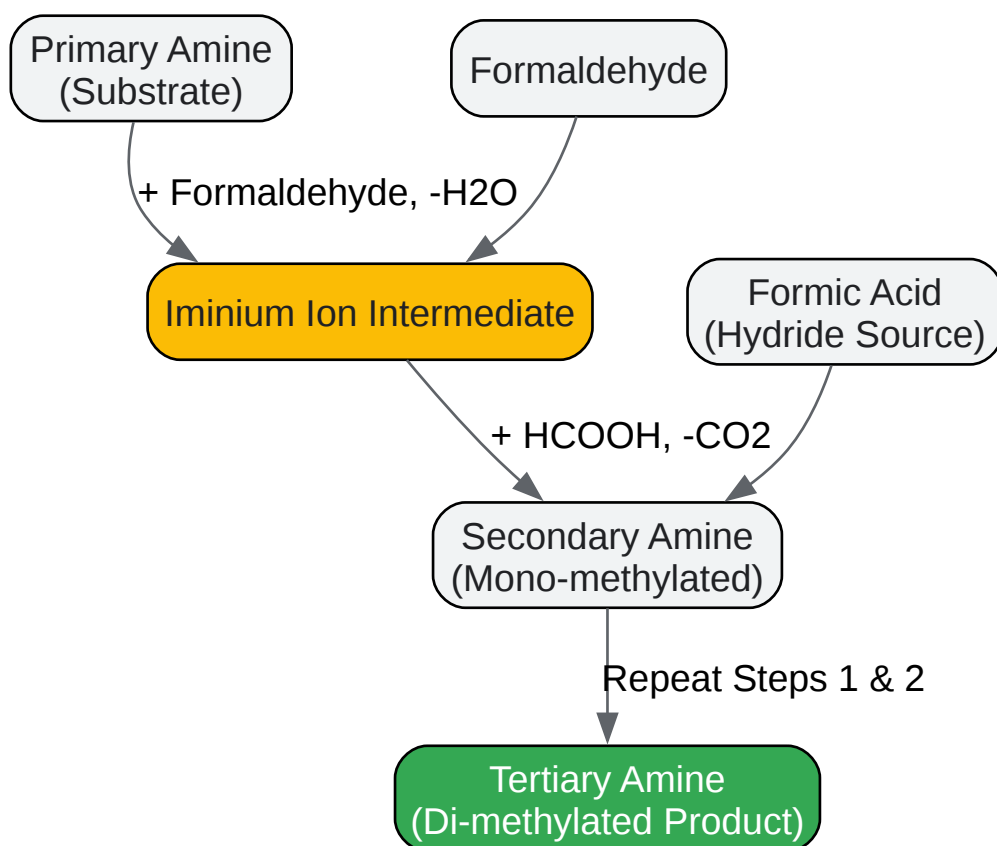 Primary Amine
(Substrate)
Formaldehyde
+ Formaldehyde, -H2O
Iminium Ion Intermediate
Formic Acid
(Hydride Source)
+ HCOOH, -CO2
Secondary Amine
(Mono-methylated)
Repeat Steps 1 & 2
Tertiary Amine
(Di-methylated Product)